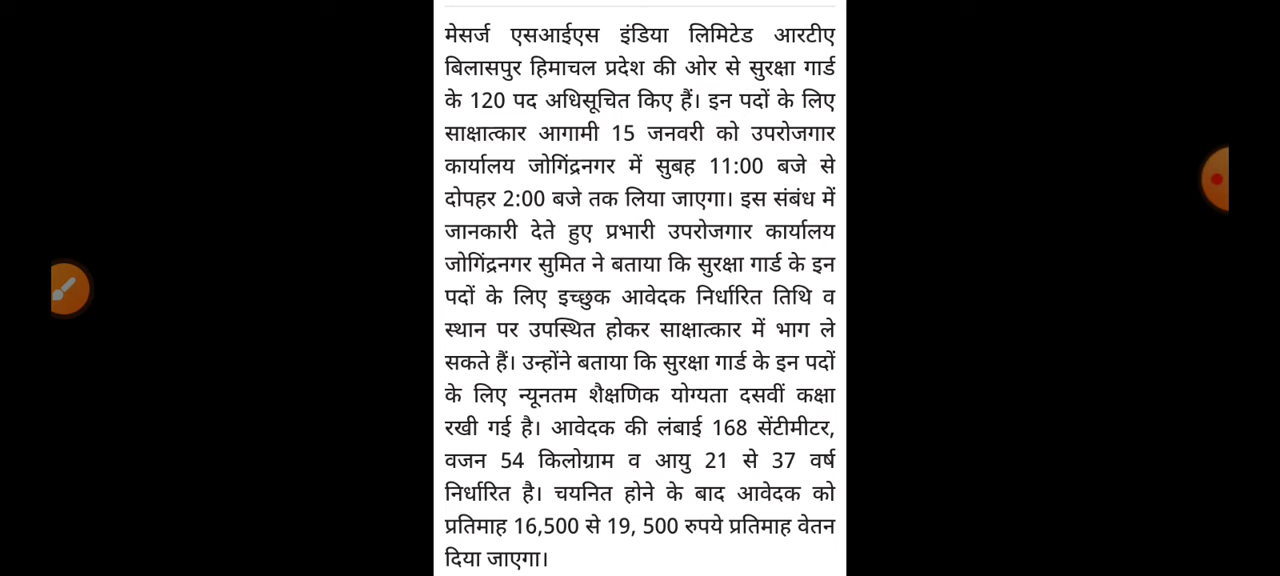 मेसर्ज एसआईएस इंडिया लिमिटेड आरटीए
बिलासपुर हिमाचल प्रदेश की ओर से सुरक्षा गार्ड
के 120 पद अधिसूचित किए हैं। इन पदों के लिए
साक्षात्कार आगामी 15 जनवरी को उपरोजगार
कार्यालय जोगिंद्रनगर में सुबह 11:00 बजे से
दोपहर 2:00 बजे तक लिया जाएगा। इस संबंध में
जानकारी देते हुए प्रभारी उपरोजगार कार्यालय
जोगिंद्रनगर सुमित ने बताया कि सुरक्षा गार्ड के इन
पदों के लिए इच्छुक आवेदक निर्धारित तिथि व
स्थान पर उपस्थित होकर साक्षात्कार में भाग ले
सकते हैं। उन्होंने बताया कि सुरक्षा गार्ड के इन पदों
के लिए न्यूनतम शैक्षणिक योग्यता दसवीं कक्षा
रखी गई है। आवेदक की लंबाई 168 सेंटीमीटर,
वजन 54 किलोग्राम व आयु 21 से 37 वर्ष
निर्धारित है। चयनित होने के बाद आवेदक को
प्रतिमाह 16,500 से 19, 500 रुपये प्रतिमाह वेतन
दिया जाएगा।